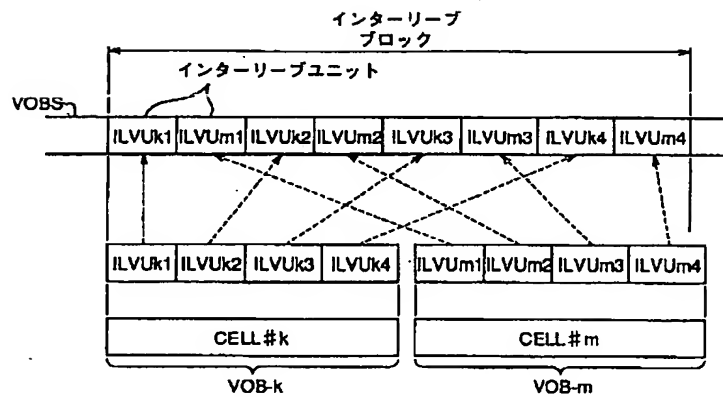 インターリーブ
ブロック
インターリーブユニット
VOBS
ILVUk1 ILVUm1 ILVUk2 ILVUm2 ILVUk3 ILVUm3 ILVUk4 ILVUm4
ILVUk1 ILVUk2 ILVUk3 ILVUk4 ILVUm1 ILVUm2 ILVUm3 ILVUm4
CELL#k CELL#m
VOB-k VOB-m